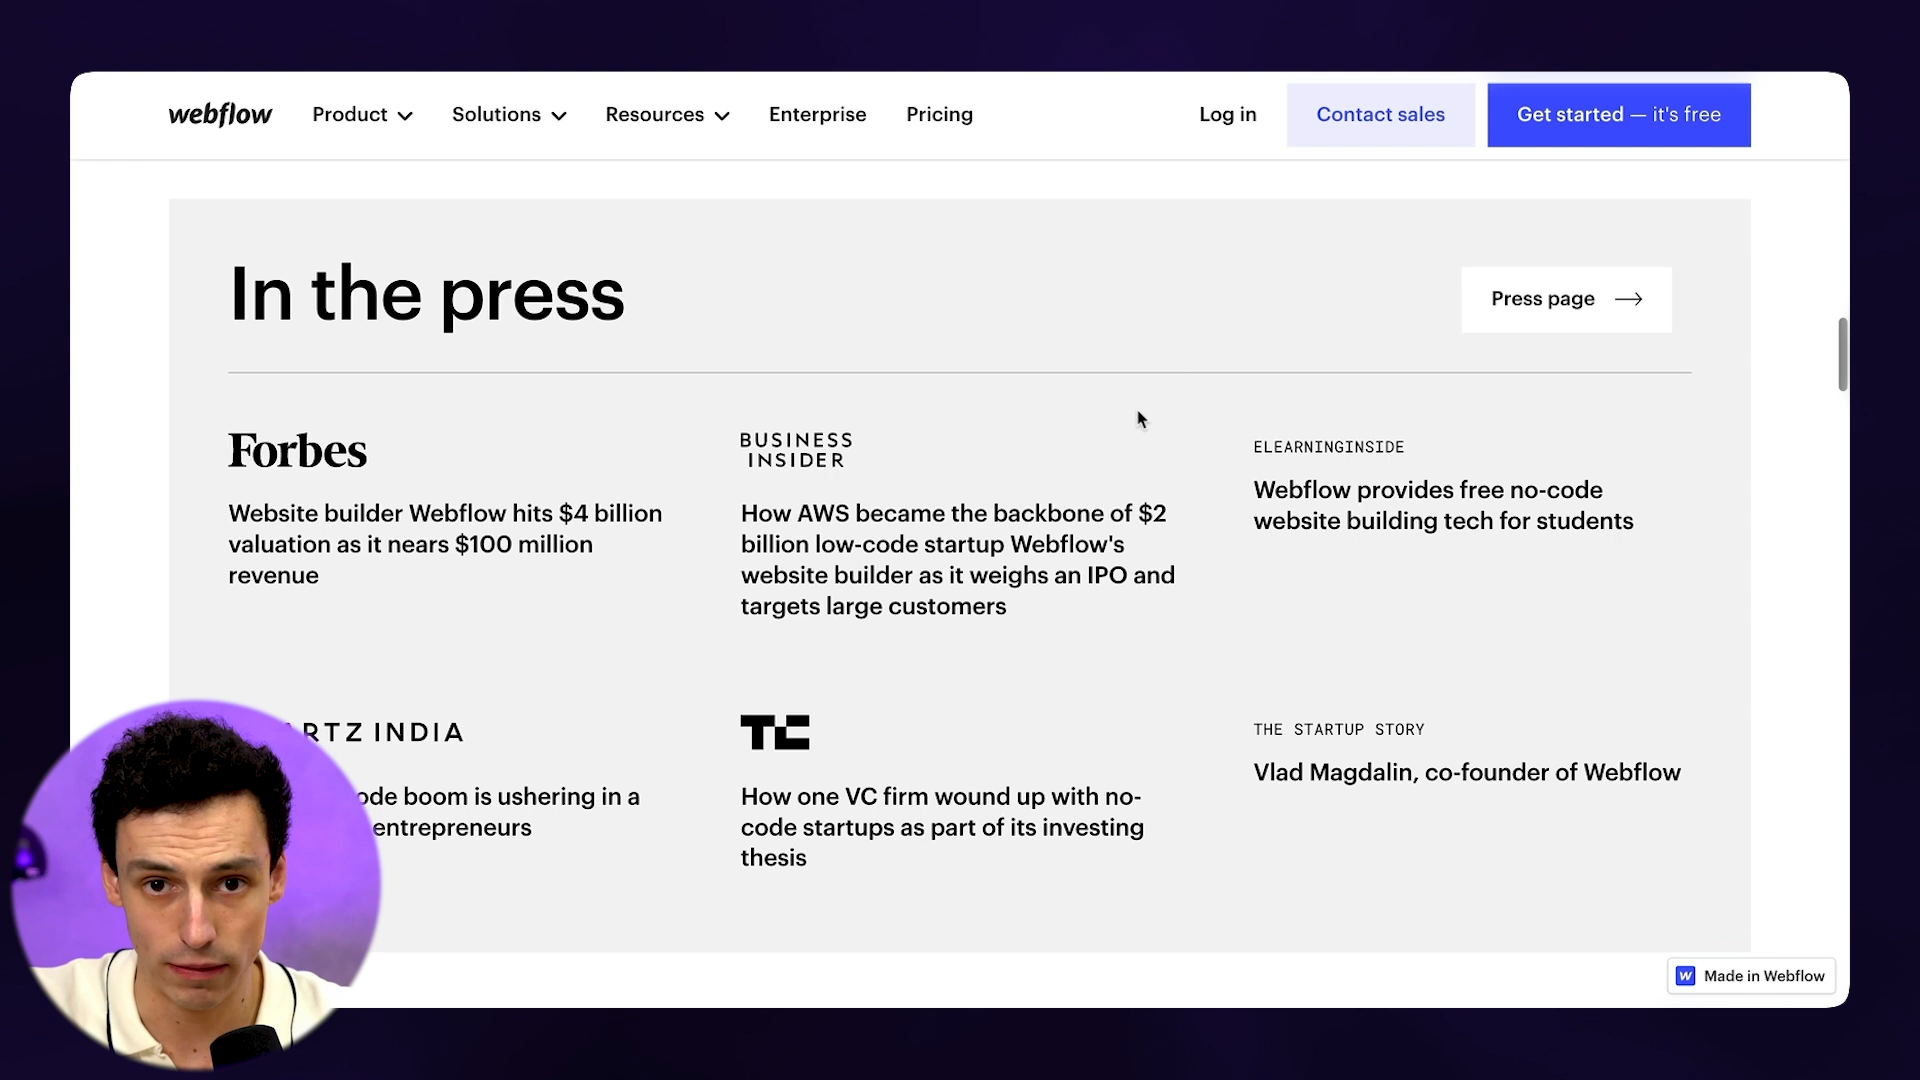 webflow
Product
Solutions
Resources
Enterprise
Pricing
Log in
Contact sales
Get started — it's free
In the press
Press page
Forbes
Website builder Webflow hits $4 billion
valuation as it nears $100 million
revenue
BUSINESS
INSIDER
How AWS became the backbone of $2
billion low-code startup Webflow's
website builder as it weighs an IPO and
targets large customers
ELEARNINGINSIDE
Webflow provides free no-code
website building tech for students
INDIA
boom is ushering in a
entrepreneurs
TC
How one VC firm wound up with no-
code startups as part of its investing
thesis
THE STARTUP STORY
Vlad Magdalin, co-founder of Webflow
W Made in Webflow